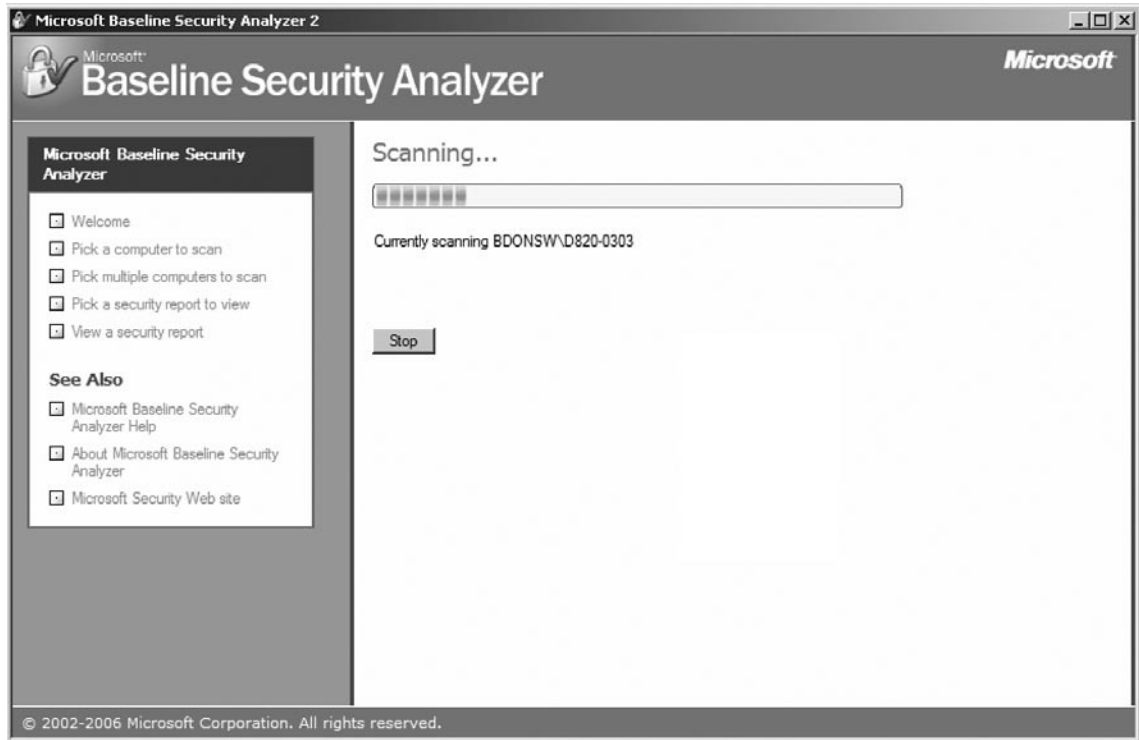 Microsoft Baseline Security Analyzer 2
Microsoft
Baseline Security Analyzer
Microsoft
Microsoft Baseline Security
Analyzer
Welcome
Pick a computer to scan
Pick multiple computers to scan
Pick a security report to view
View a security report
See Also
Microsoft Baseline Security
Analyzer Help
About Microsoft Baseline Security
Analyzer
Microsoft Security Web site
Scanning...
Currently scanning BDONSW\D820-0303
Stop
© 2002-2006 Microsoft Corporation. All rights reserved.